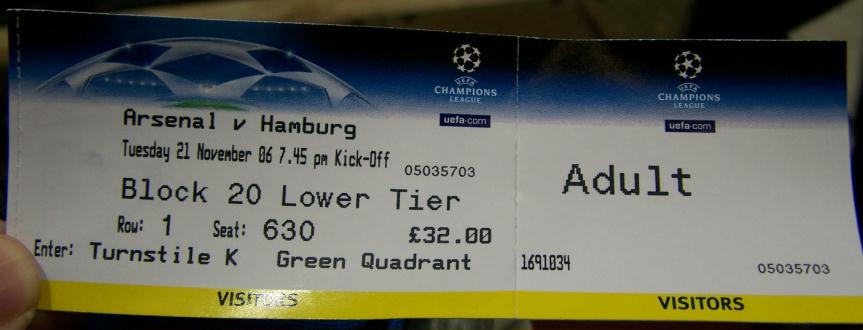 UEFA
CHAMPIONS
LEAGUE
uefa.com
Arsenal v Hamburg
Tuesday 21 November 06 7.45 pm Kick-Off
05035703
Block 20 Lower Tier
Row: 1 Seat: 630 £32.00
Enter: Turnstile K Green Quadrant
VISITORS
UEFA
CHAMPIONS
LEAGUE
uefa.com
Adult
1691034
05035703
VISITORS